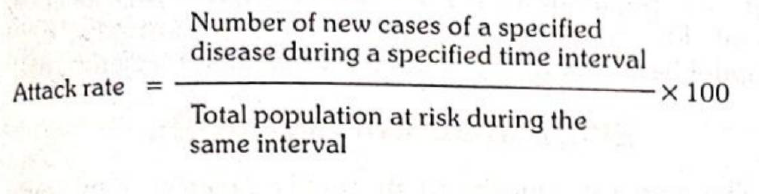 Number of new cases of a specified
disease during a specified time interval
Attack rate = × 100
Total population at risk during the
same interval